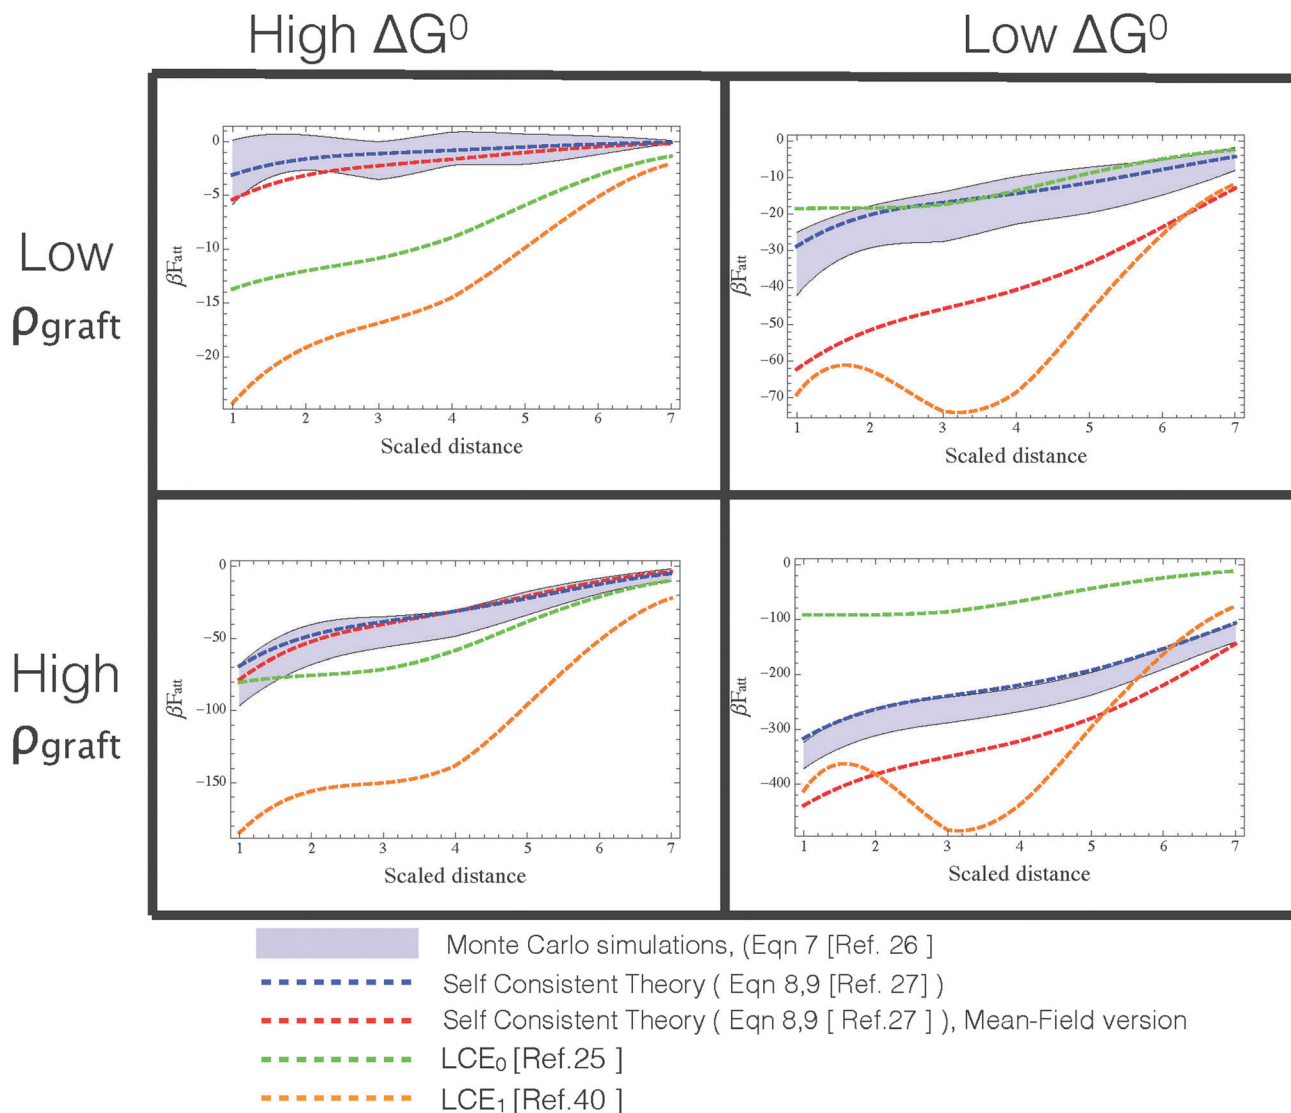 High ΔG⁰
Low ΔG⁰
Low
ρgraft
0
−5
−10
−15
−20
βFatt
1 2 3 4 5 6 7
Scaled distance
0
−10
−20
−30
−40
−50
−60
−70
βFatt
1 2 3 4 5 6 7
Scaled distance
High
ρgraft
0
−50
−100
−150
βFatt
1 2 3 4 5 6 7
Scaled distance
0
−100
−200
−300
−400
βFatt
1 2 3 4 5 6 7
Scaled distance
Monte Carlo simulations, (Eqn 7 [Ref. 26 ]
Self Consistent Theory ( Eqn 8,9 [Ref. 27] )
Self Consistent Theory ( Eqn 8,9 [ Ref.27 ] ), Mean-Field version
LCE₀ [Ref.25 ]
LCE₁ [Ref.40 ]